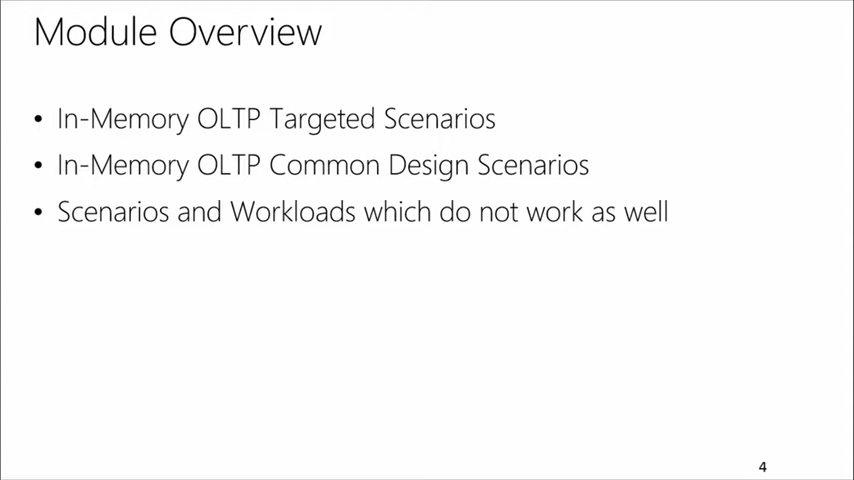 Module Overview
• In-Memory OLTP Targeted Scenarios
• In-Memory OLTP Common Design Scenarios
• Scenarios and Workloads which do not work as well
4